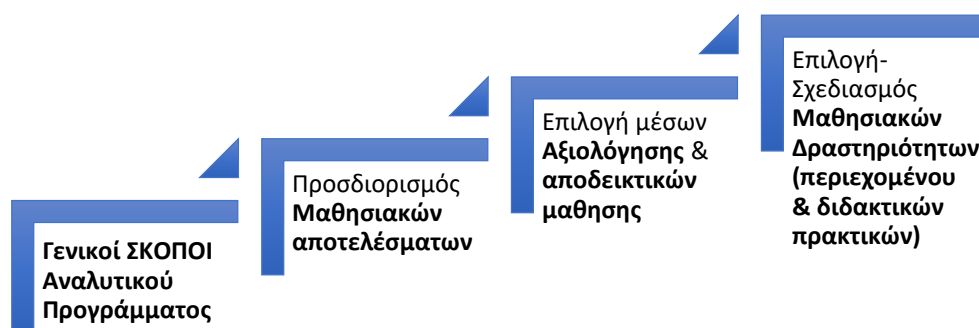 Γενικοί ΣΚΟΠΟΙ
Αναλυτικού
Προγράμματος
Προσδιορισμός
Μαθησιακών
αποτελέσματων
Επιλογή μέσων
Αξιολόγησης &
αποδεικτικών
μαθησης
Επιλογή-
Σχεδιασμός
Μαθησιακών
Δραστηριότητων
(περιεχομένου
& διδακτικών
πρακτικών)